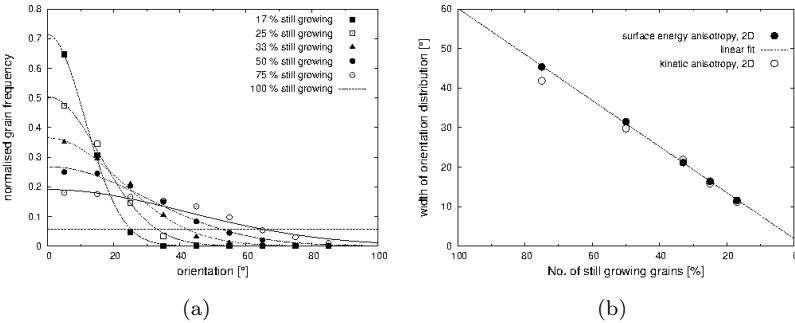 0.8
0.7
0.6
0.5
0.4
0.3
0.2
0.1
0
normalised grain frequency
17 % still growing
25 % still growing
33 % still growing
50 % still growing
75 % still growing
100 % still growing
0 20 40 60 80 100
orientation [°]
(a)
60
50
40
30
20
10
0
width of orientation distribution [°]
surface energy anisotropy, 2D
linear fit
kinetic anisotropy, 2D
100 80 60 40 20 0
No. of still growing grains [%]
(b)